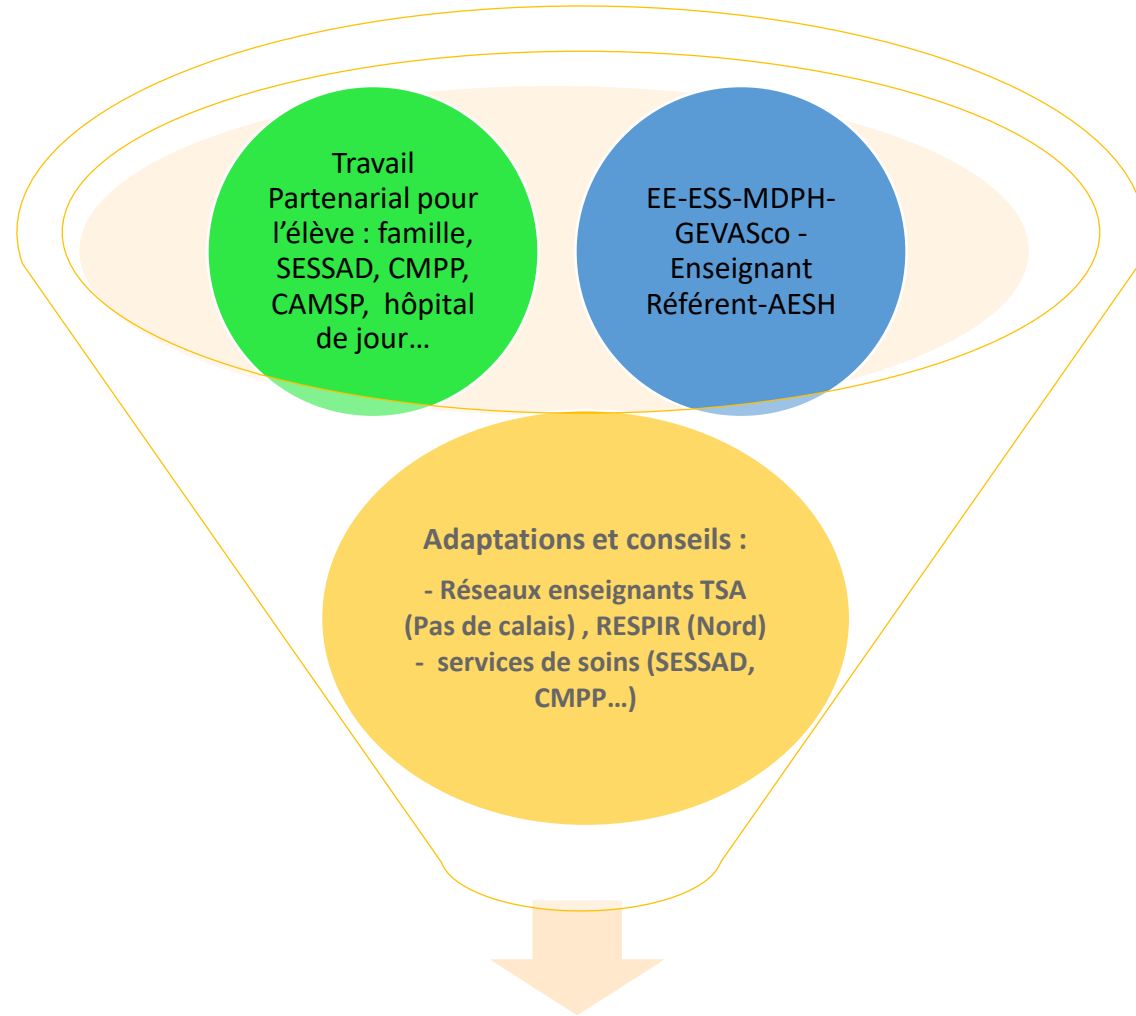 Travail
Partenarial pour
l’élève : famille,
SESSAD, CMPP,
CAMSP, hôpital
de jour…
EE-ESS-MDPH-
GEVASco -
Enseignant
Référent-AESH
Adaptations et conseils :
- Réseaux enseignants TSA
(Pas de calais) , RESPIR (Nord)
- services de soins (SESSAD,
CMPP…)